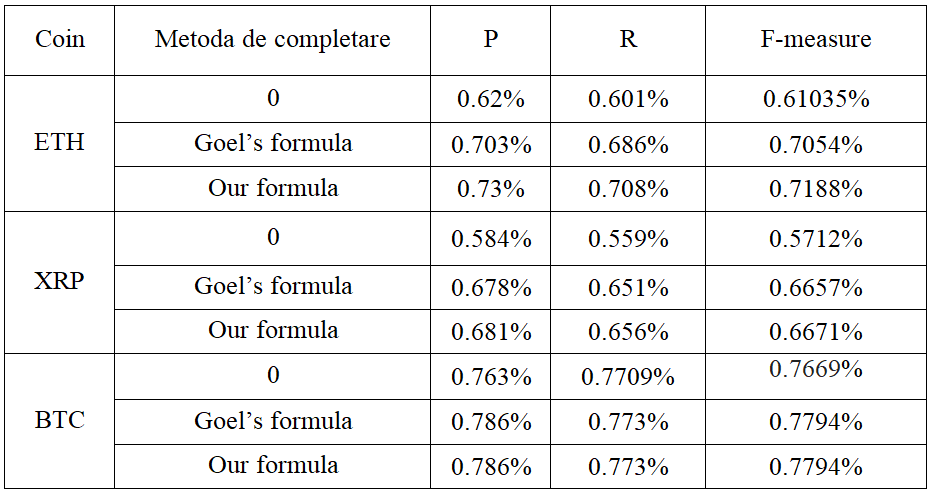 Coin Metoda de completare P R F-measure
ETH
0 0.62% 0.601% 0.61035%
Goel’s formula 0.703% 0.686% 0.7054%
Our formula 0.73% 0.708% 0.7188%
XRP
0 0.584% 0.559% 0.5712%
Goel’s formula 0.678% 0.651% 0.6657%
Our formula 0.681% 0.656% 0.6671%
BTC
0 0.763% 0.7709% 0.7669%
Goel’s formula 0.786% 0.773% 0.7794%
Our formula 0.786% 0.773% 0.7794%